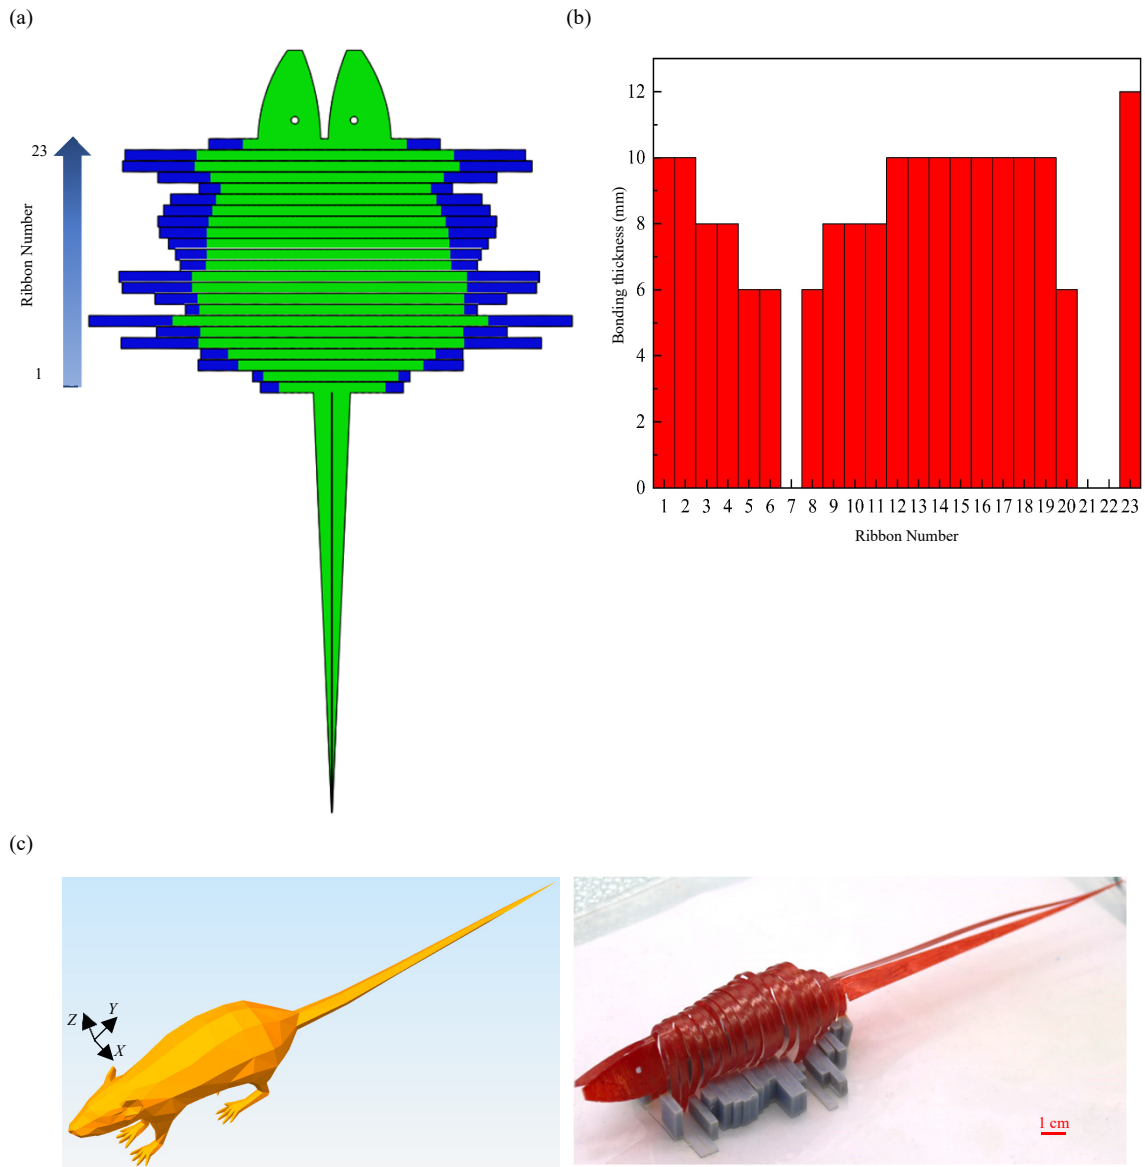 (a)
23
Ribbon Number
1
(b)
12
10
8
6
4
2
0
Bonding thickness (mm)
1 2 3 4 5 6 7 8 9 10 11 12 13 14 15 16 17 18 19 20 21 22 23
Ribbon Number
(c)
Z
Y
X
1 cm